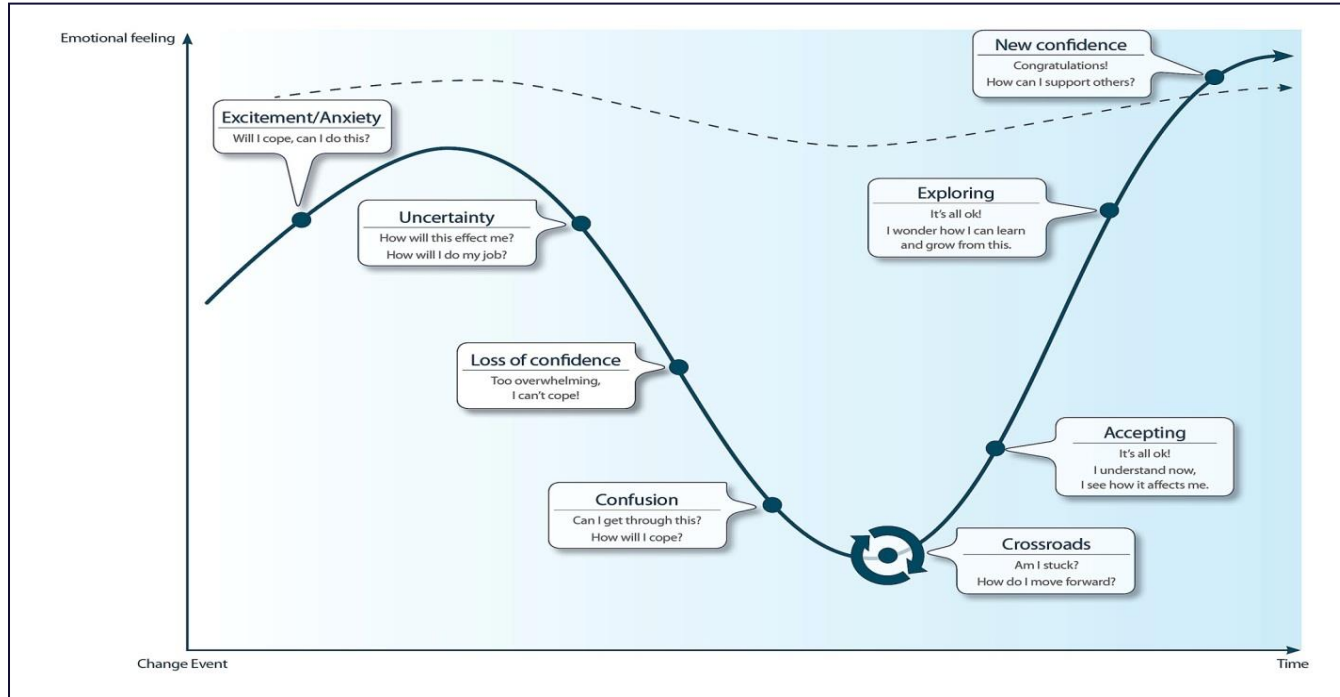 Emotional feeling
New confidence
Congratulations!
How can I support others?
Excitement/Anxiety
Will I cope, can I do this?
Uncertainty
How will this effect me?
How will I do my job?
Exploring
It's all ok!
I wonder how I can learn
and grow from this.
Loss of confidence
Too overwhelming,
I can't cope!
Accepting
It's all ok!
I understand now,
I see how it affects me.
Confusion
Can I get through this?
How will I cope?
Crossroads
Am I stuck?
How do I move forward?
Change Event
Time